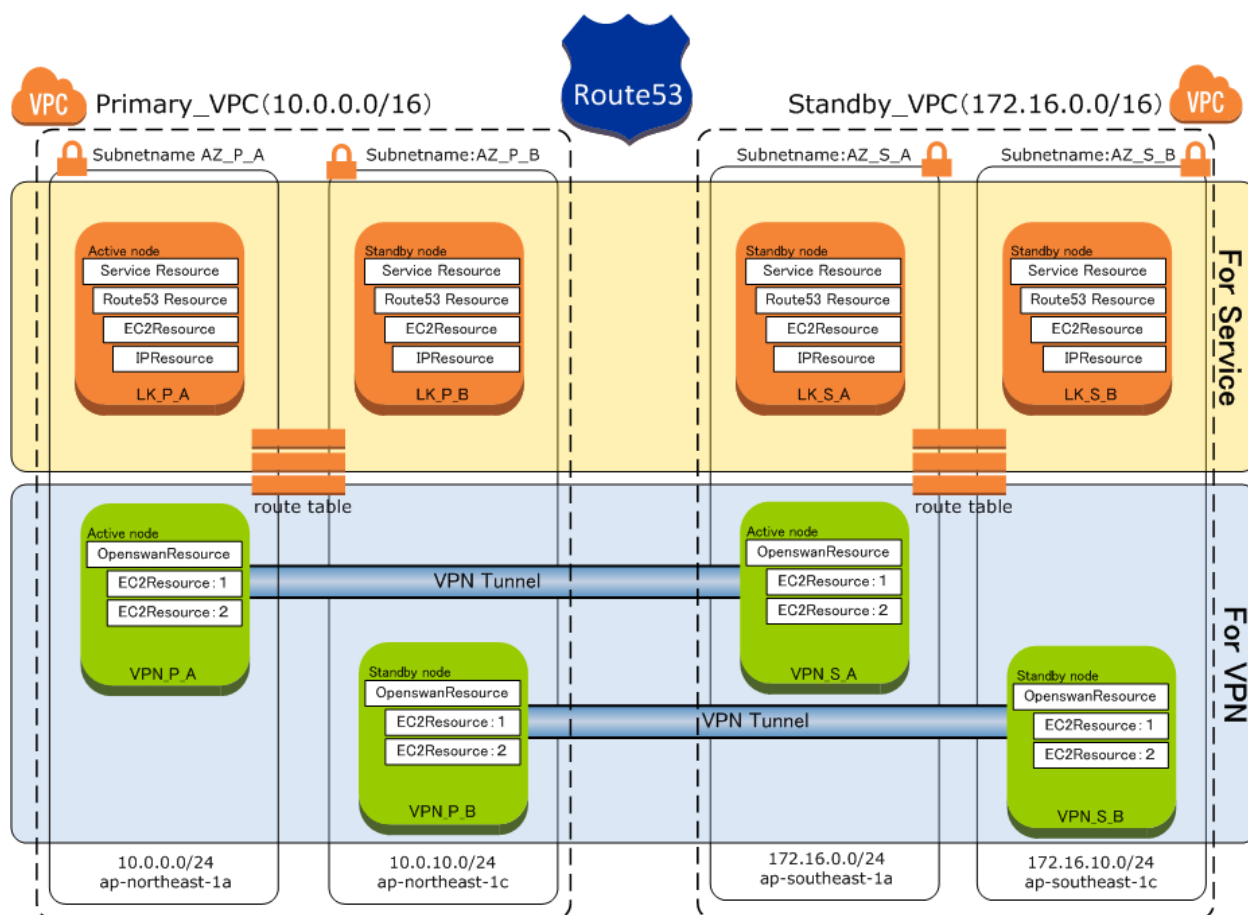 Route53
VPC
Primary_VPC(10.0.0.0/16)
Standby_VPC(172.16.0.0/16)
VPC
Subnetname AZ_P_A
Subnetname:AZ_P_B
Subnetname:AZ_S_A
Subnetname:AZ_S_B
For Service
Active node
Service Resource
Route53 Resource
EC2Resource
IPResource
LK_P_A
Standby node
Service Resource
Route53 Resource
EC2Resource
IPResource
LK_P_B
Standby node
Service Resource
Route53 Resource
EC2Resource
IPResource
LK_S_A
Standby node
Service Resource
Route53 Resource
EC2Resource
IPResource
LK_S_B
route table
route table
For VPN
Active node
OpenswanResource
EC2Resource:1
EC2Resource:2
VPN_P_A
VPN Tunnel
Active node
OpenswanResource
EC2Resource:1
EC2Resource:2
VPN_S_A
Standby node
OpenswanResource
EC2Resource:1
EC2Resource:2
VPN_P_B
VPN Tunnel
Standby node
OpenswanResource
EC2Resource:1
EC2Resource:2
VPN_S_B
10.0.0.0/24
ap-northeast-1a
10.0.10.0/24
ap-northeast-1c
172.16.0.0/24
ap-southeast-1a
172.16.10.0/24
ap-southeast-1c